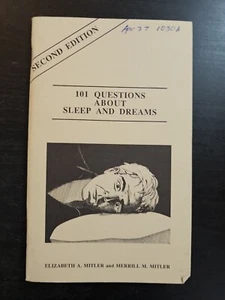 SECOND EDITION
101 QUESTIONS
ABOUT
SLEEP AND DREAMS
ELIZABETH A. MITLER and MERRILL M. MITLER